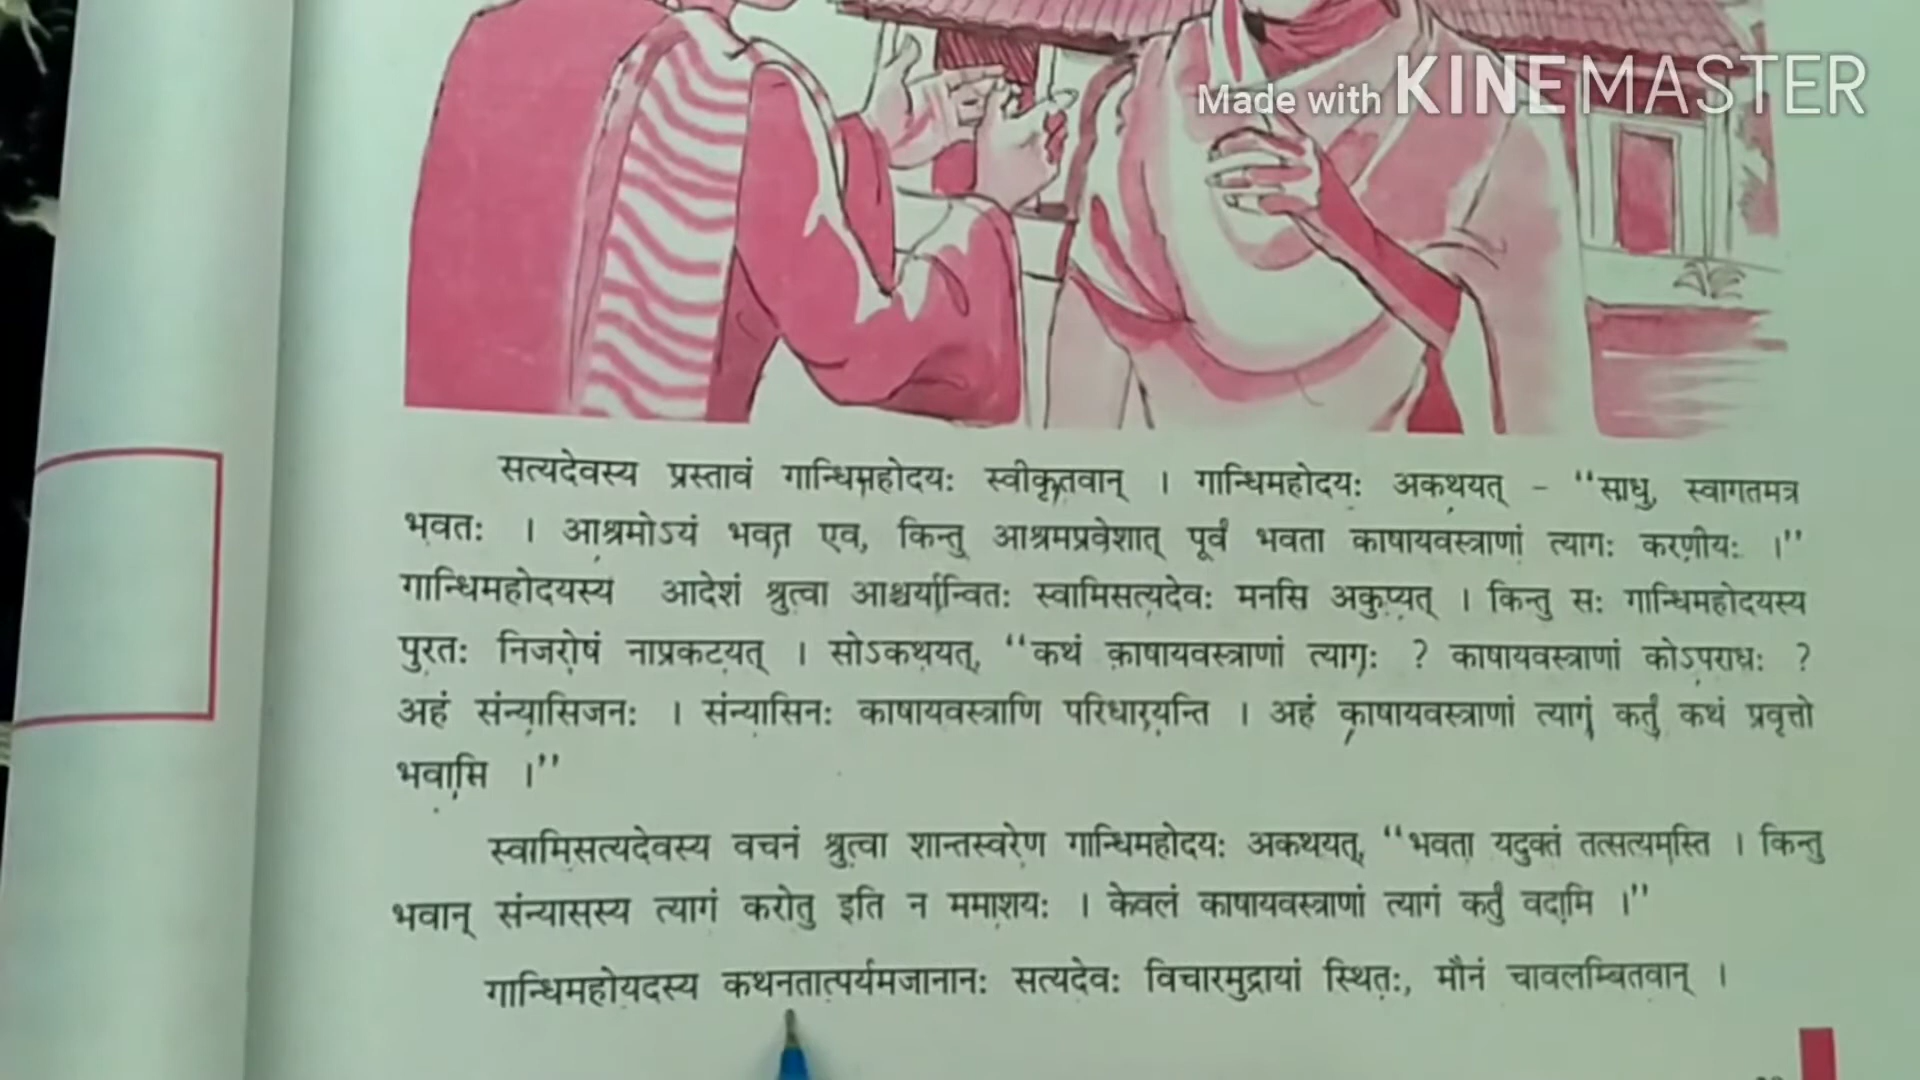 Made with KINEMASTER
सत्यदेवस्य प्रस्तावं गान्धिमहोदयः स्वीकृतवान् । गान्धिमहोदयः अकथयत् – “साधु, स्वागतमत्र
भवतः । आश्रमोऽयं भवत एव, किन्तु आश्रमप्रवेशात् पूर्वं भवता काषायवस्त्राणां त्यागः करणीयः ।”
गान्धिमहोदयस्य आदेशं श्रुत्वा आश्चर्यान्वितः स्वामिसत्यदेवः मनसि अकुप्यत् । किन्तु सः गान्धिमहोदयस्य
पुरतः निजरोषं नाप्रकटयत् । सोऽकथयत्, “कथं काषायवस्त्राणां त्यागः ? काषायवस्त्राणां कोऽपराधः ?
अहं संन्यासिजनः । संन्यासिनः काषायवस्त्राणि परिधारयन्ति । अहं काषायवस्त्राणां त्यागं कर्तुं कथं प्रवृत्तो
भवामि ।”
स्वामिसत्यदेवस्य वचनं श्रुत्वा शान्तस्वरेण गान्धिमहोदयः अकथयत्, “भवता यदुक्तं तत्सत्यमस्ति । किन्तु
भवान् संन्यासस्य त्यागं करोतु इति न ममाशयः । केवलं काषायवस्त्राणां त्यागं कर्तुं वदामि ।”
गान्धिमहोयदस्य कथनतात्पर्यमजानानः सत्यदेवः विचारमुद्रायां स्थितः, मौनं चावलम्बितवान् ।